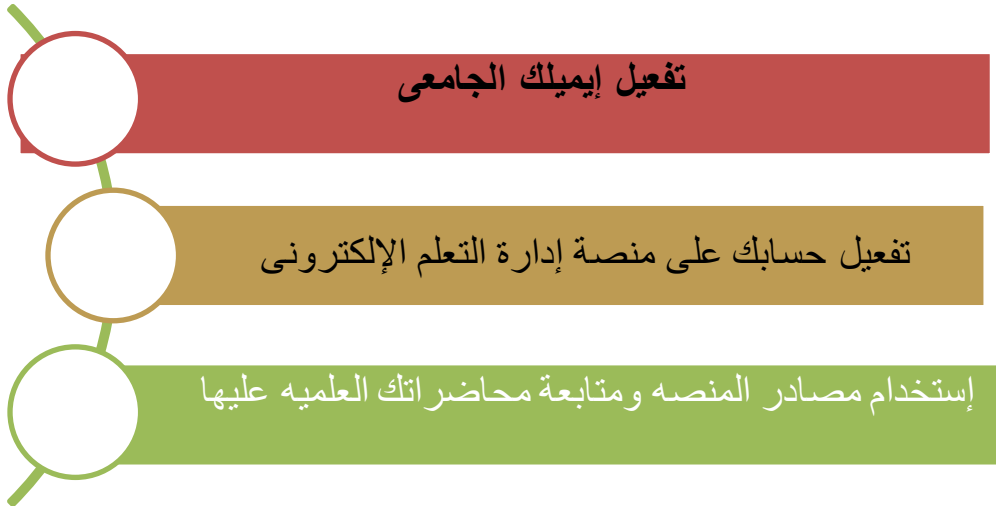 تفعيل إيميلك الجامعى
تفعيل حسابك على منصة إدارة التعلم الإلكترونى
إستخدام مصادر المنصه ومتابعة محاضراتك العلميه عليها